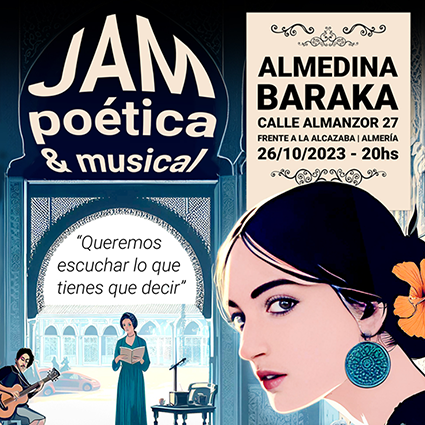 JAM
poética
& musical
ALMEDINA
BARAKA
CALLE ALMANZOR 27
FRENTE A LA ALCAZABA | ALMERÍA
26/10/2023 - 20hs
“Queremos
escuchar lo que
tienes que decir”